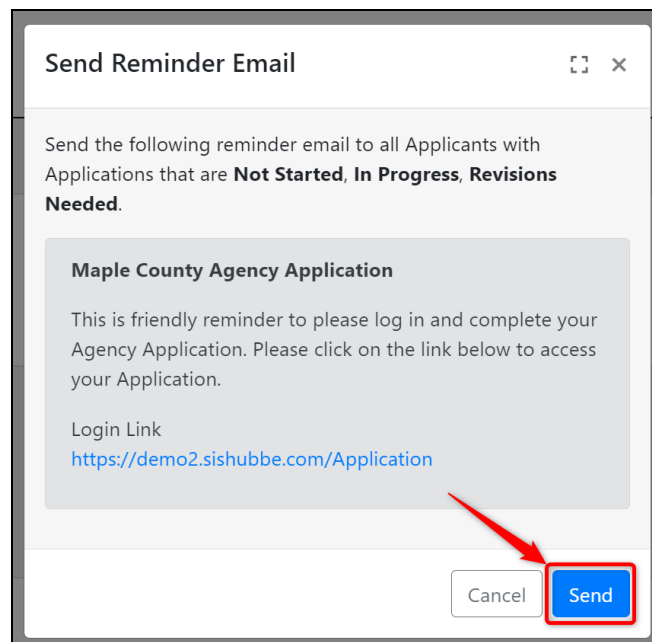 Send Reminder Email
Send the following reminder email to all Applicants with
Applications that are Not Started, In Progress, Revisions
Needed.
Maple County Agency Application
This is friendly reminder to please log in and complete your
Agency Application. Please click on the link below to access
your Application.
Login Link
https://demo2.sishubbe.com/Application
Cancel Send